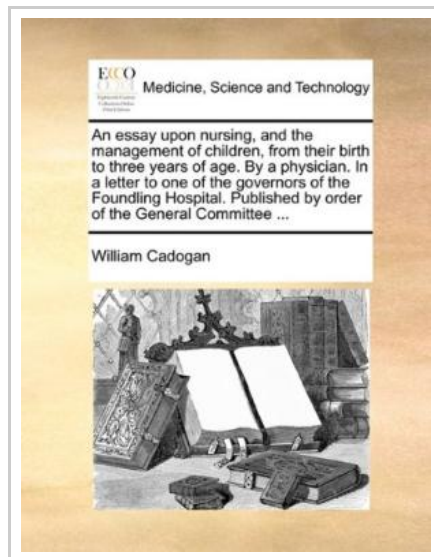 ECCO
Medicine, Science and Technology
An essay upon nursing, and the
management of children, from their birth
to three years of age. By a physician. In
a letter to one of the governors of the
Foundling Hospital. Published by order
of the General Committee ...
William Cadogan